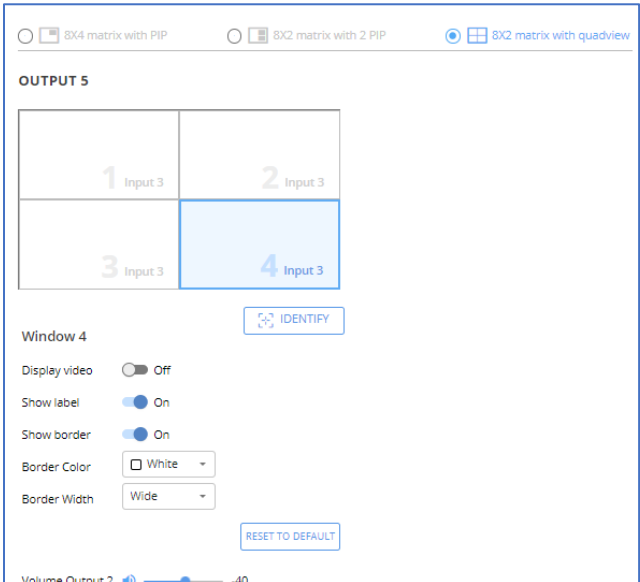 8X4 matrix with PIP 8X2 matrix with 2 PIP 8X2 matrix with quadview
OUTPUT 5
1 Input 3 2 Input 3
3 Input 3 4 Input 3
IDENTIFY
Window 4
Display video Off
Show label On
Show border On
Border Color White
Border Width Wide
RESET TO DEFAULT
Volume Output 2 -40